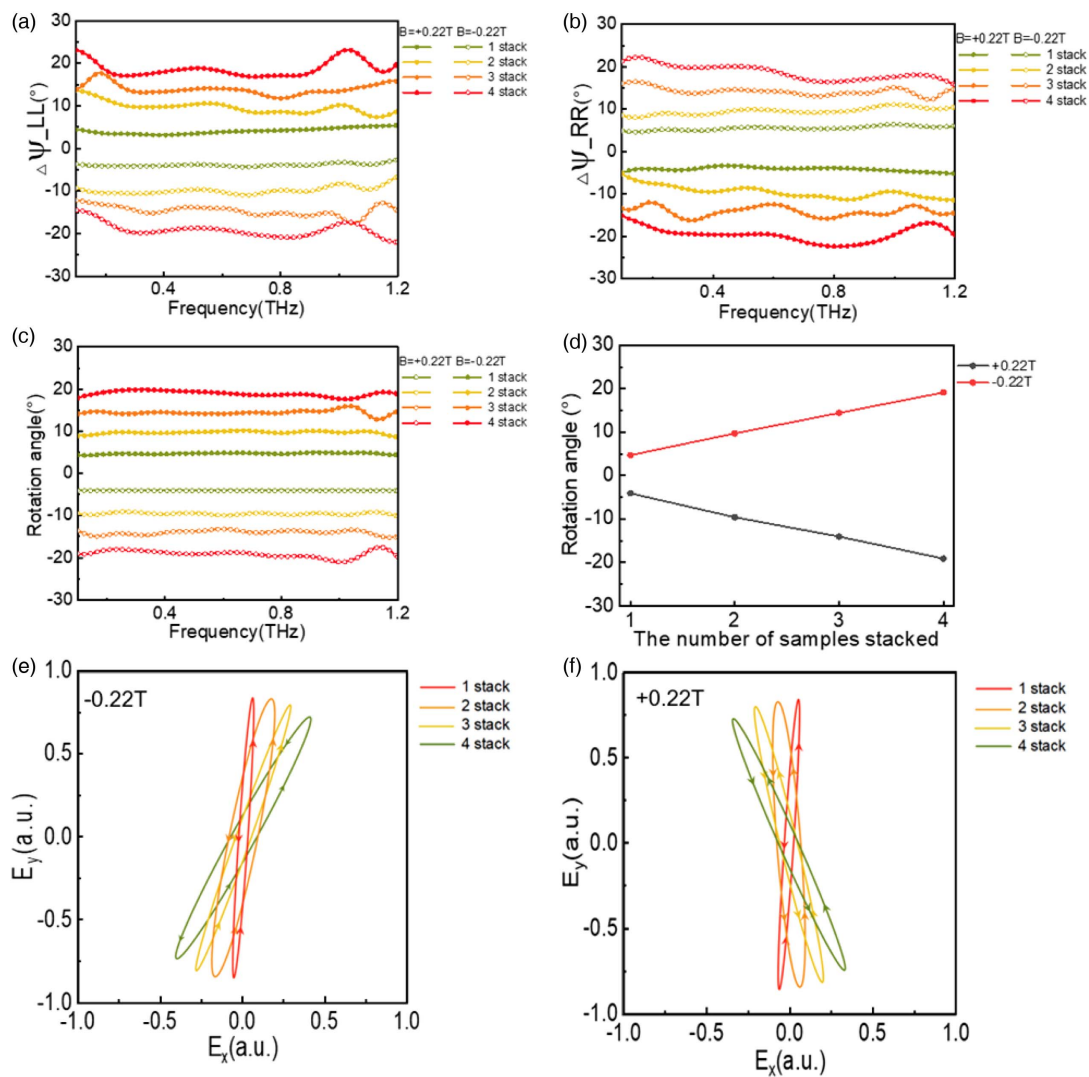 (a)
30
20
10
0
-10
-20
-30
△Ψ_LL(°)
0.4
0.8
1.2
Frequency(THz)
B=+0.22T B=-0.22T
1 stack
2 stack
3 stack
4 stack
(b)
30
20
10
0
-10
-20
-30
△Ψ_RR(°)
0.4
0.8
1.2
Frequency(THz)
B=+0.22T B=-0.22T
1 stack
2 stack
3 stack
4 stack
(c)
30
20
10
0
-10
-20
-30
Rotation angle(°)
0.4
0.8
1.2
Frequency(THz)
B=+0.22T B=-0.22T
1 stack
2 stack
3 stack
4 stack
(d)
30
20
10
0
-10
-20
-30
Rotation angle(°)
1
2
3
4
The number of samples stacked
+0.22T
-0.22T
(e)
-0.22T
1.0
0.5
0.0
-0.5
-1.0
Ey(a.u.)
-1.0
-0.5
0.0
0.5
1.0
Ex(a.u.)
1 stack
2 stack
3 stack
4 stack
(f)
+0.22T
1.0
0.5
0.0
-0.5
-1.0
Ey(a.u.)
-1.0
-0.5
0.0
0.5
1.0
Ex(a.u.)
1 stack
2 stack
3 stack
4 stack